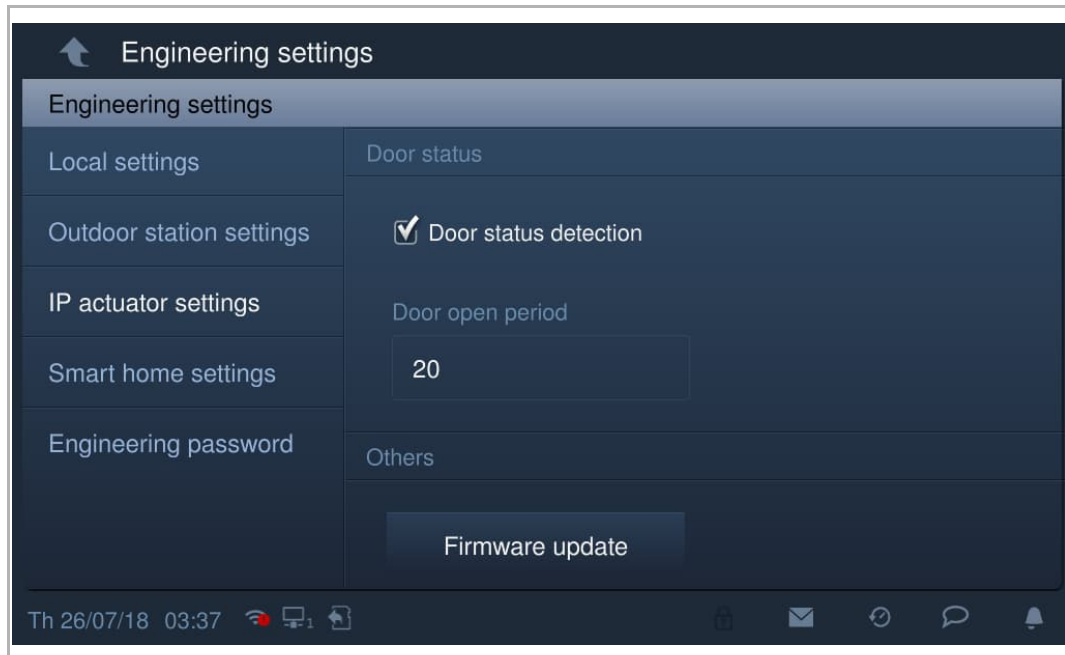 Engineering settings
Engineering settings
Local settings
Outdoor station settings
IP actuator settings
Smart home settings
Engineering password
Door status
Door status detection
Door open period
20
Others
Firmware update
Th 26/07/18 03:37
1